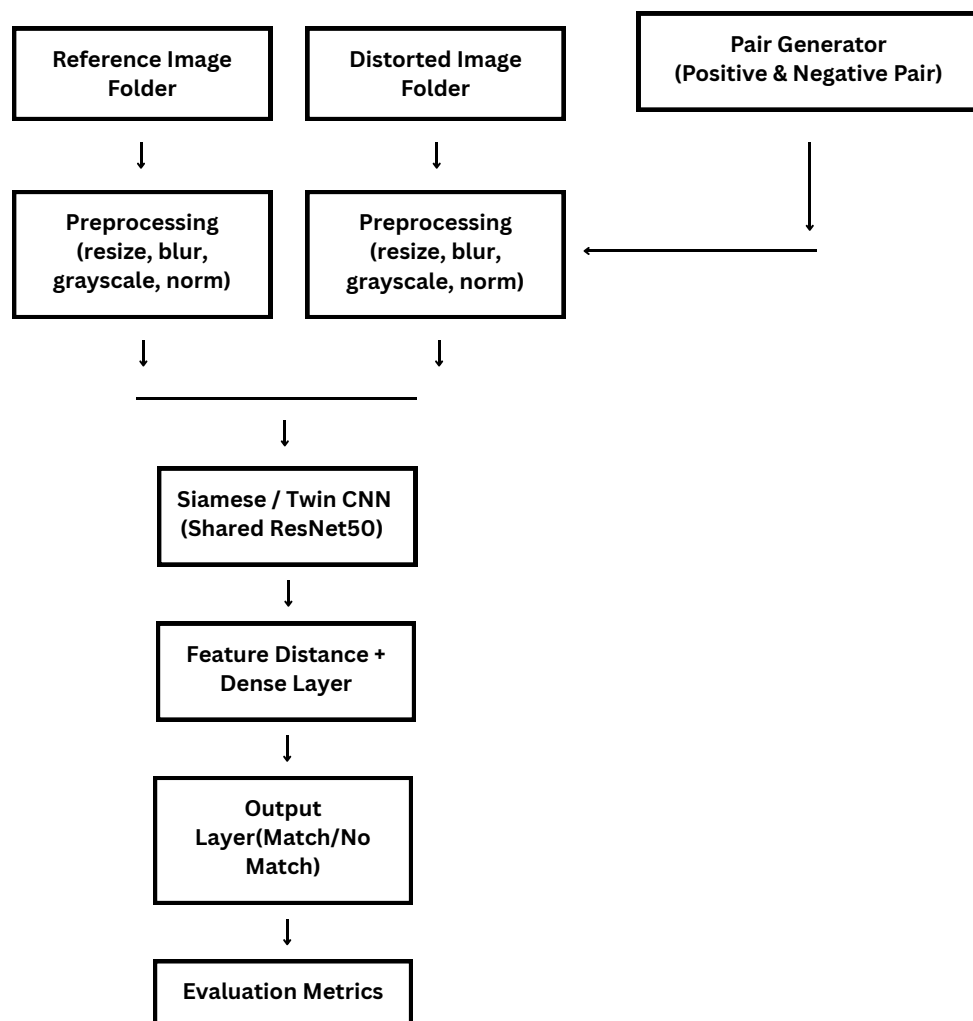 Reference Image
Folder
Distorted Image
Folder
Pair Generator
(Positive & Negative Pair)
Preprocessing
(resize, blur,
grayscale, norm)
Preprocessing
(resize, blur,
grayscale, norm)
Siamese / Twin CNN
(Shared ResNet50)
Feature Distance +
Dense Layer
Output
Layer(Match/No
Match)
Evaluation Metrics